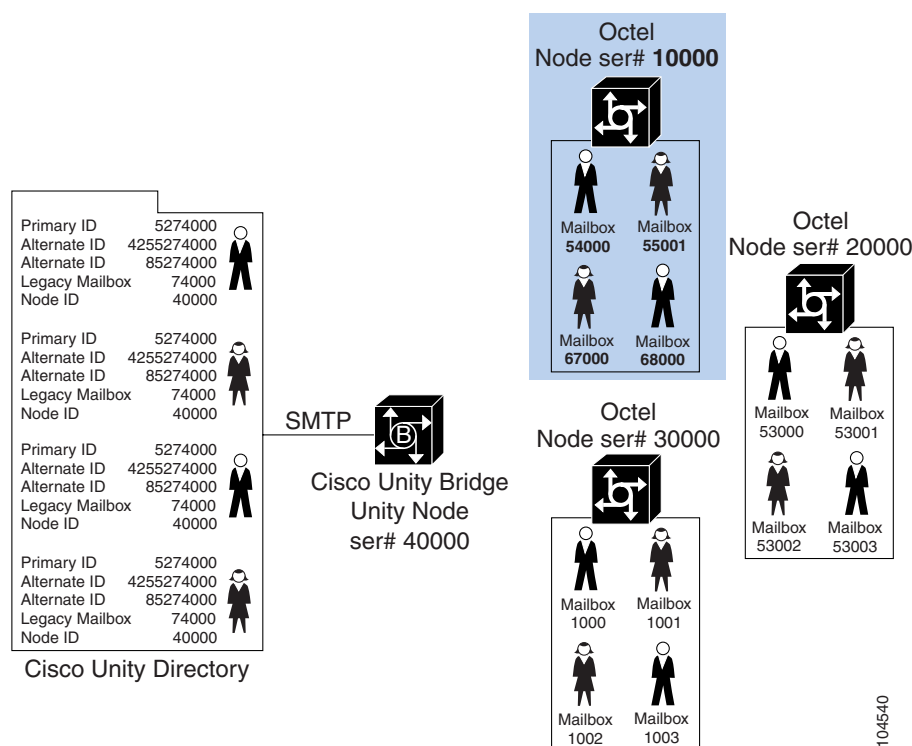 Octel
Node ser# 10000
Mailbox
54000
Mailbox
55001
Mailbox
67000
Mailbox
68000
Octel
Node ser# 20000
Mailbox
53000
Mailbox
53001
Mailbox
53002
Mailbox
53003
Primary ID 5274000
Alternate ID 4255274000
Alternate ID 85274000
Legacy Mailbox 74000
Node ID 40000
Primary ID 5274000
Alternate ID 4255274000
Alternate ID 85274000
Legacy Mailbox 74000
Node ID 40000
Primary ID 5274000
Alternate ID 4255274000
Alternate ID 85274000
Legacy Mailbox 74000
Node ID 40000
Primary ID 5274000
Alternate ID 4255274000
Alternate ID 85274000
Legacy Mailbox 74000
Node ID 40000
Cisco Unity Directory
SMTP
B
Cisco Unity Bridge
Unity Node
ser# 40000
Octel
Node ser# 30000
Mailbox
1000
Mailbox
1001
Mailbox
1002
Mailbox
1003
104540